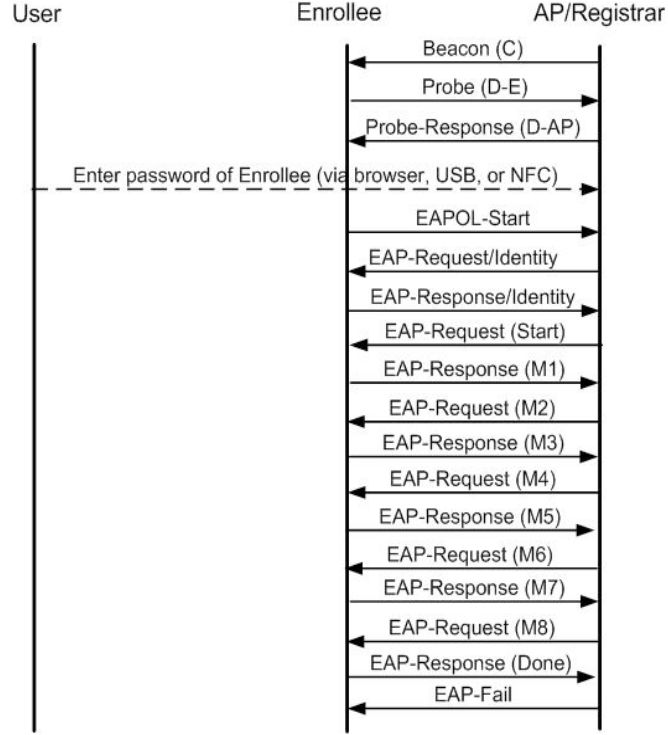 User Enrollee AP/Registrar
Beacon (C)
Probe (D-E)
Probe-Response (D-AP)
Enter password of Enrollee (via browser, USB, or NFC)
EAPOL-Start
EAP-Request/Identity
EAP-Response/Identity
EAP-Request (Start)
EAP-Response (M1)
EAP-Request (M2)
EAP-Response (M3)
EAP-Request (M4)
EAP-Response (M5)
EAP-Request (M6)
EAP-Response (M7)
EAP-Request (M8)
EAP-Response (Done)
EAP-Fail